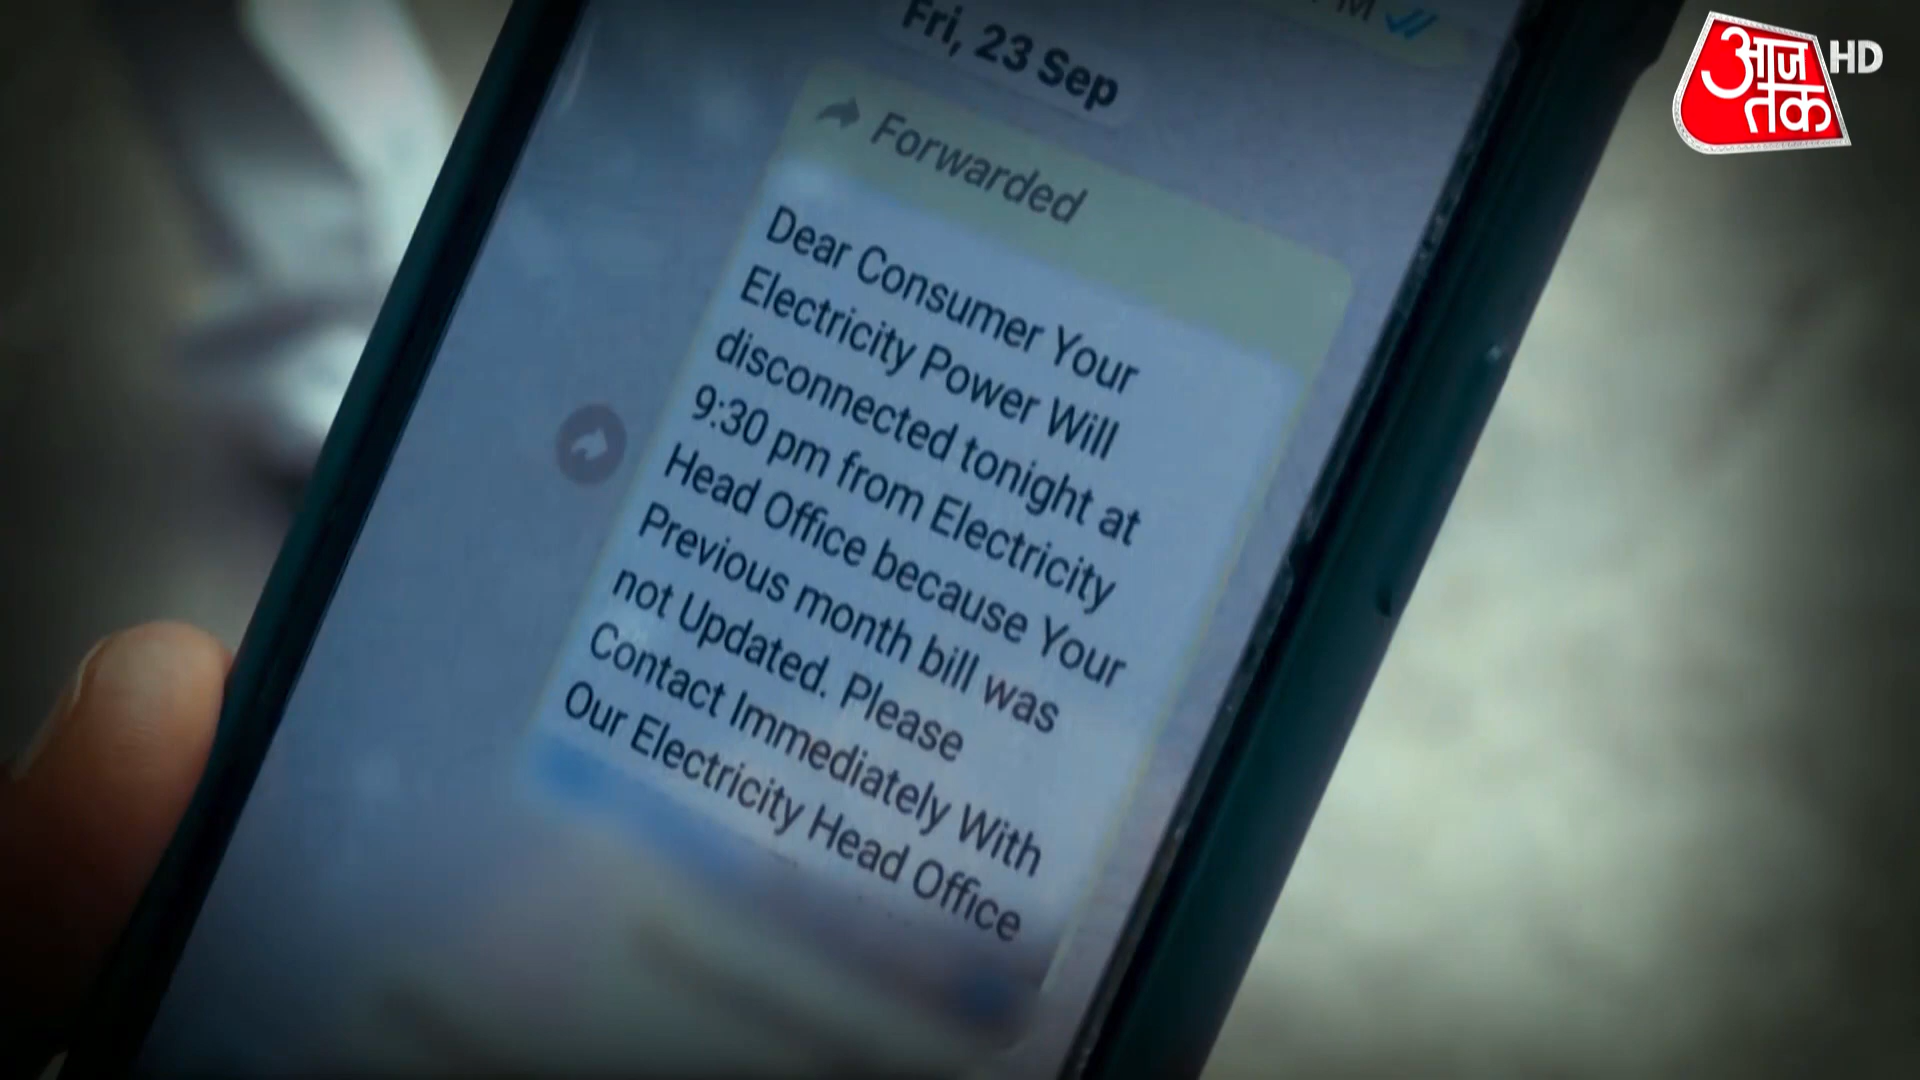 PM
Fri, 23 Sep
Forwarded
Dear Consumer Your
Electricity Power Will
disconnected tonight at
9:30 pm from Electricity
Head Office because Your
Previous month bill was
not Updated. Please
Contact Immediately With
Our Electricity Head Office
आज
तक
HD